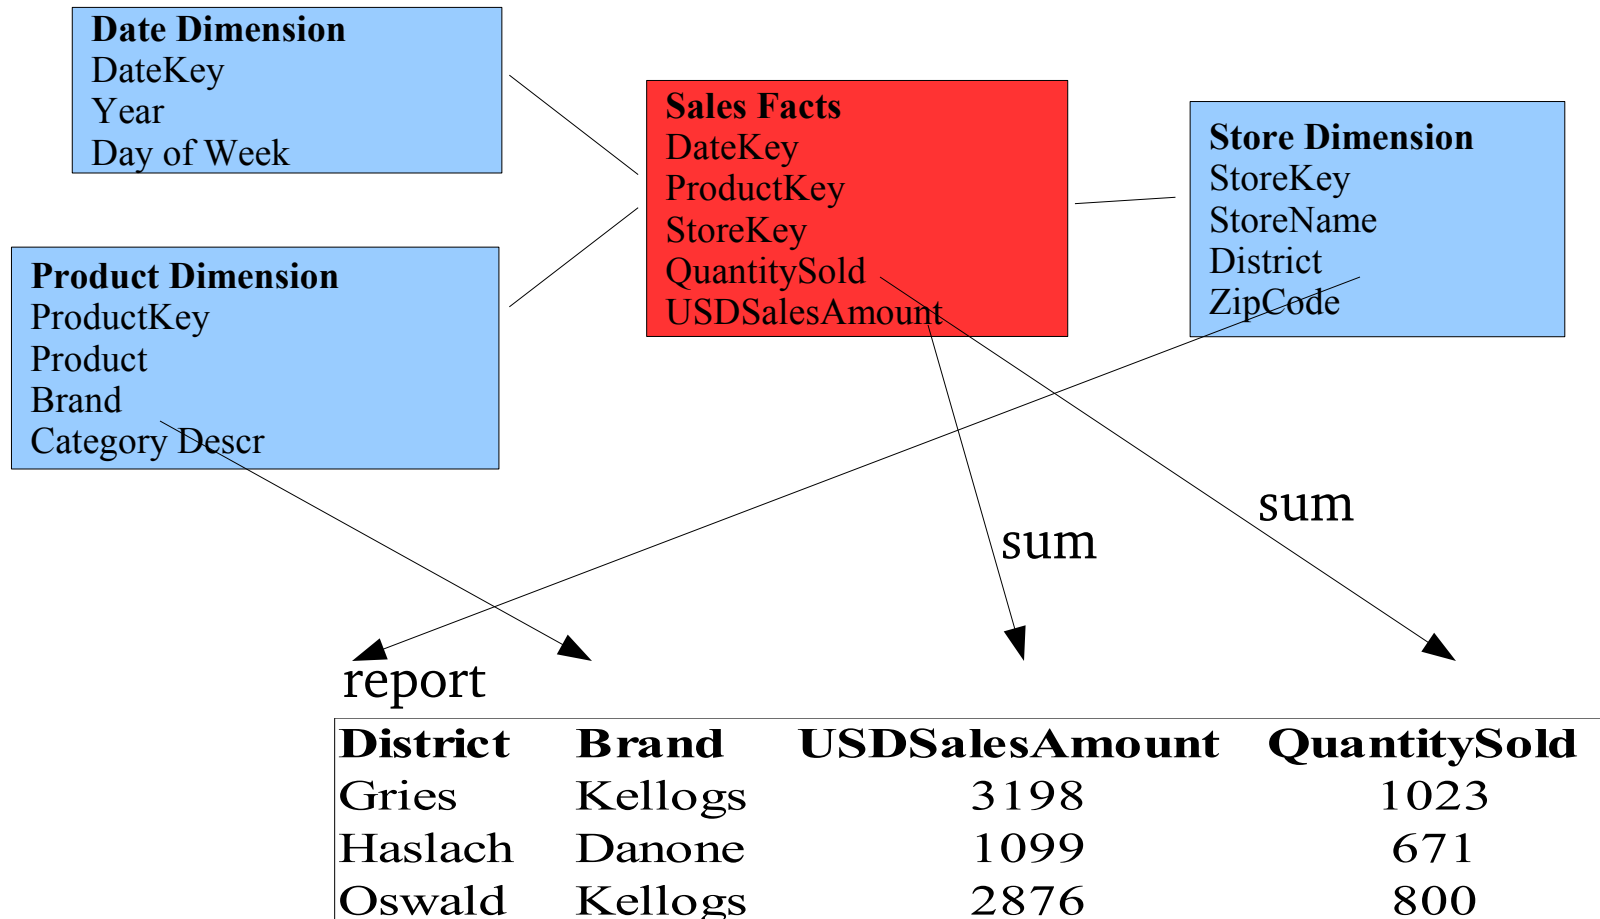 Date Dimension
DateKey
Year
Day of Week
Product Dimension
ProductKey
Product
Brand
Category Descr
Sales Facts
DateKey
ProductKey
StoreKey
QuantitySold
USDSalesAmount
Store Dimension
StoreKey
StoreName
District
ZipCode
sum
sum
report
District Brand USDSalesAmount QuantitySold
Gries Kellogs 3198 1023
Haslach Danone 1099 671
Oswald Kellogs 2876 800